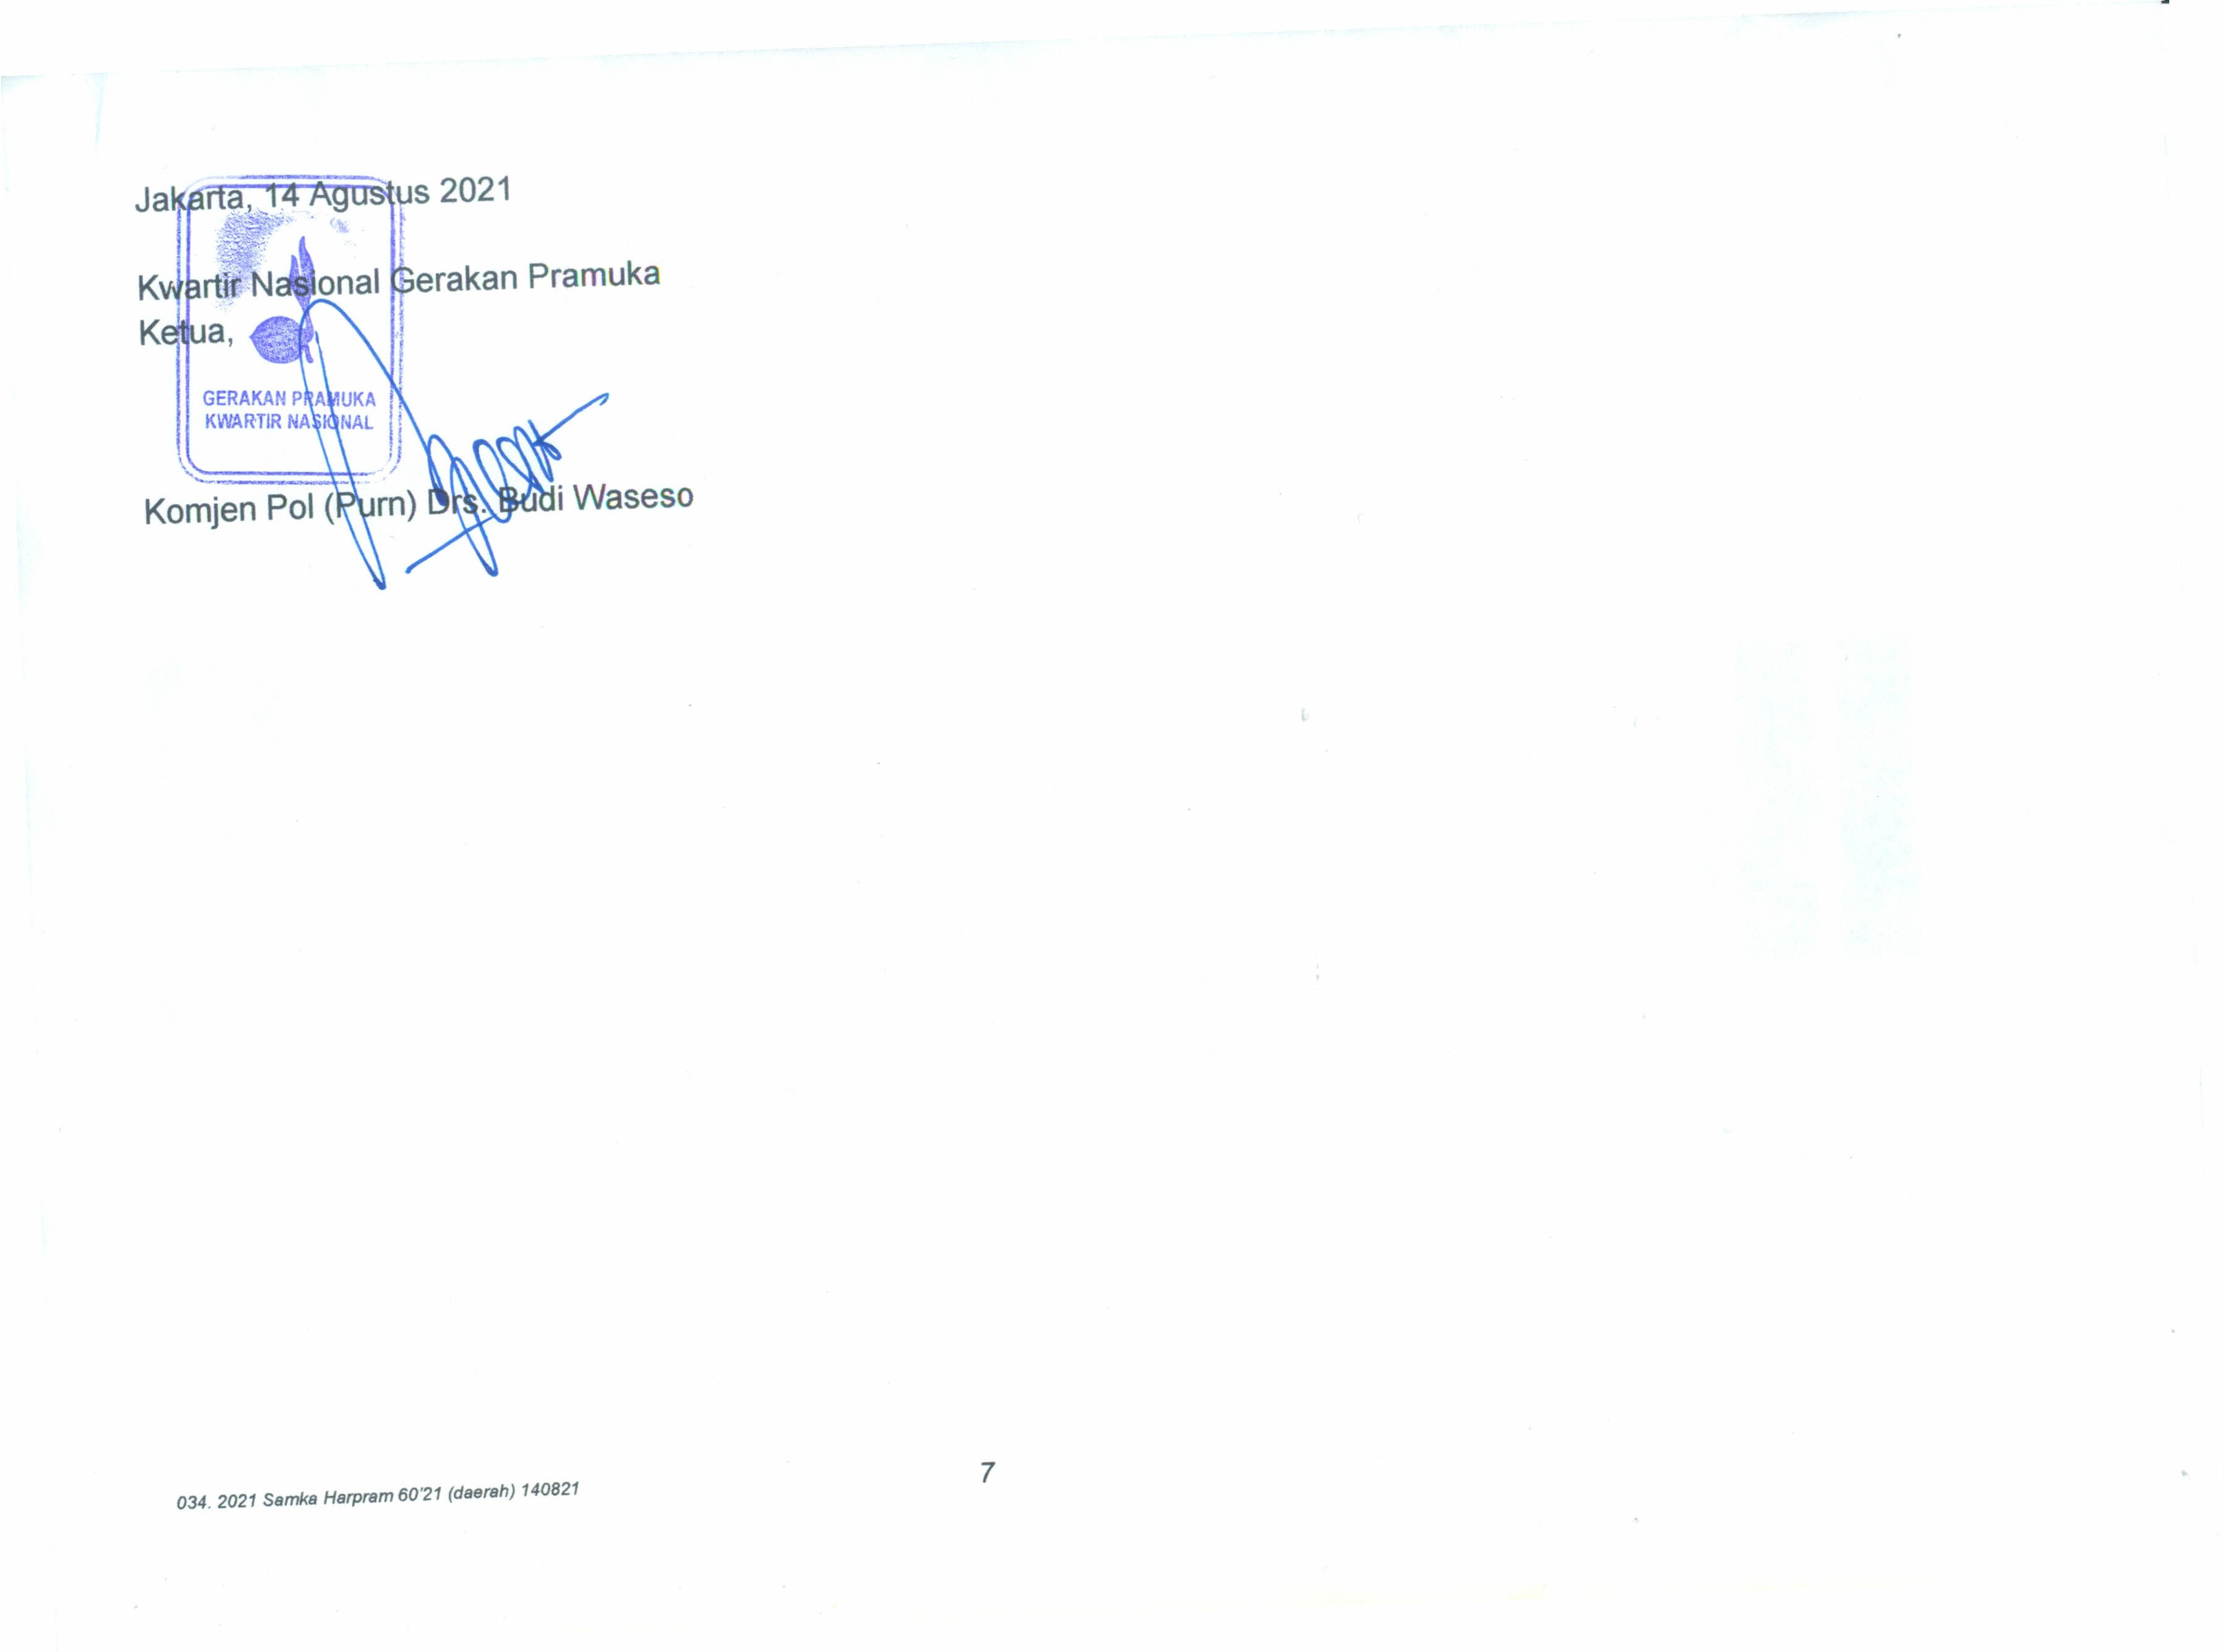 Jakarta, 14 Agustus 2021
Kwartir Nasional Gerakan Pramuka
Ketua,
GERAKAN PRAMUKA
KWARTIR NASIONAL
Komjen Pol (Purn) Drs. Budi Waseso
7
034. 2021 Samka Harpram 60'21 (daerah) 140821